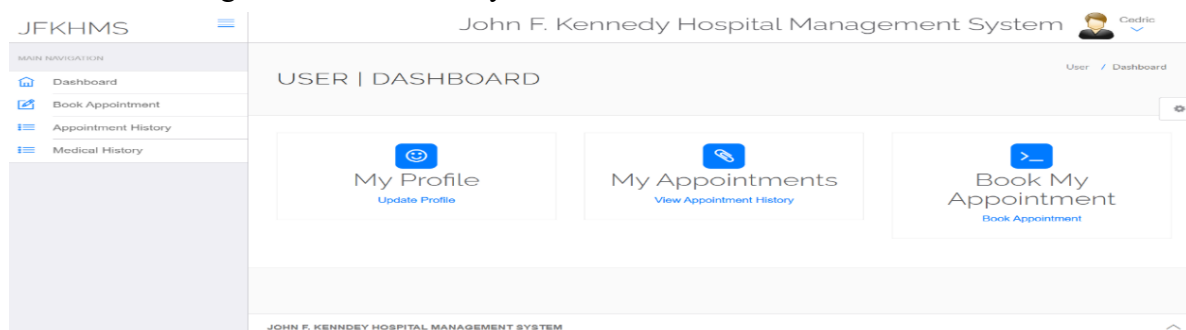 JFKHMS
John F. Kennedy Hospital Management System
Cedric
MAIN NAVIGATION
Dashboard
Book Appointment
Appointment History
Medical History
USER | DASHBOARD
User / Dashboard
My Profile
Update Profile
My Appointments
View Appointment History
Book My
Appointment
Book Appointment
JOHN F. KENNDEY HOSPITAL MANAGEMENT SYSTEM